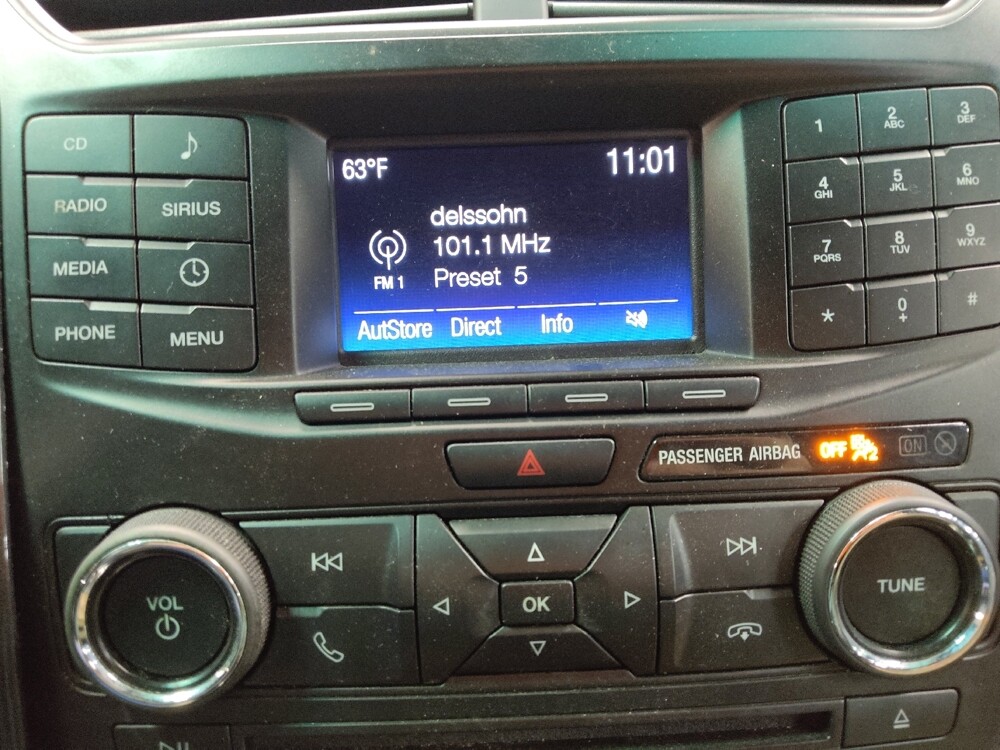 63°F
11:01
delssohn
101.1 MHz
FM 1
Preset 5
AutStore Direct Info
CD
RADIO
SIRIUS
MEDIA
PHONE
MENU
1
2
ABC
3
DEF
4
GHI
5
JKL
6
MNO
7
PQRS
8
TUV
9
WXYZ
*
0
+
#
PASSENGER AIRBAG
OFF
ON
VOL
OK
TUNE